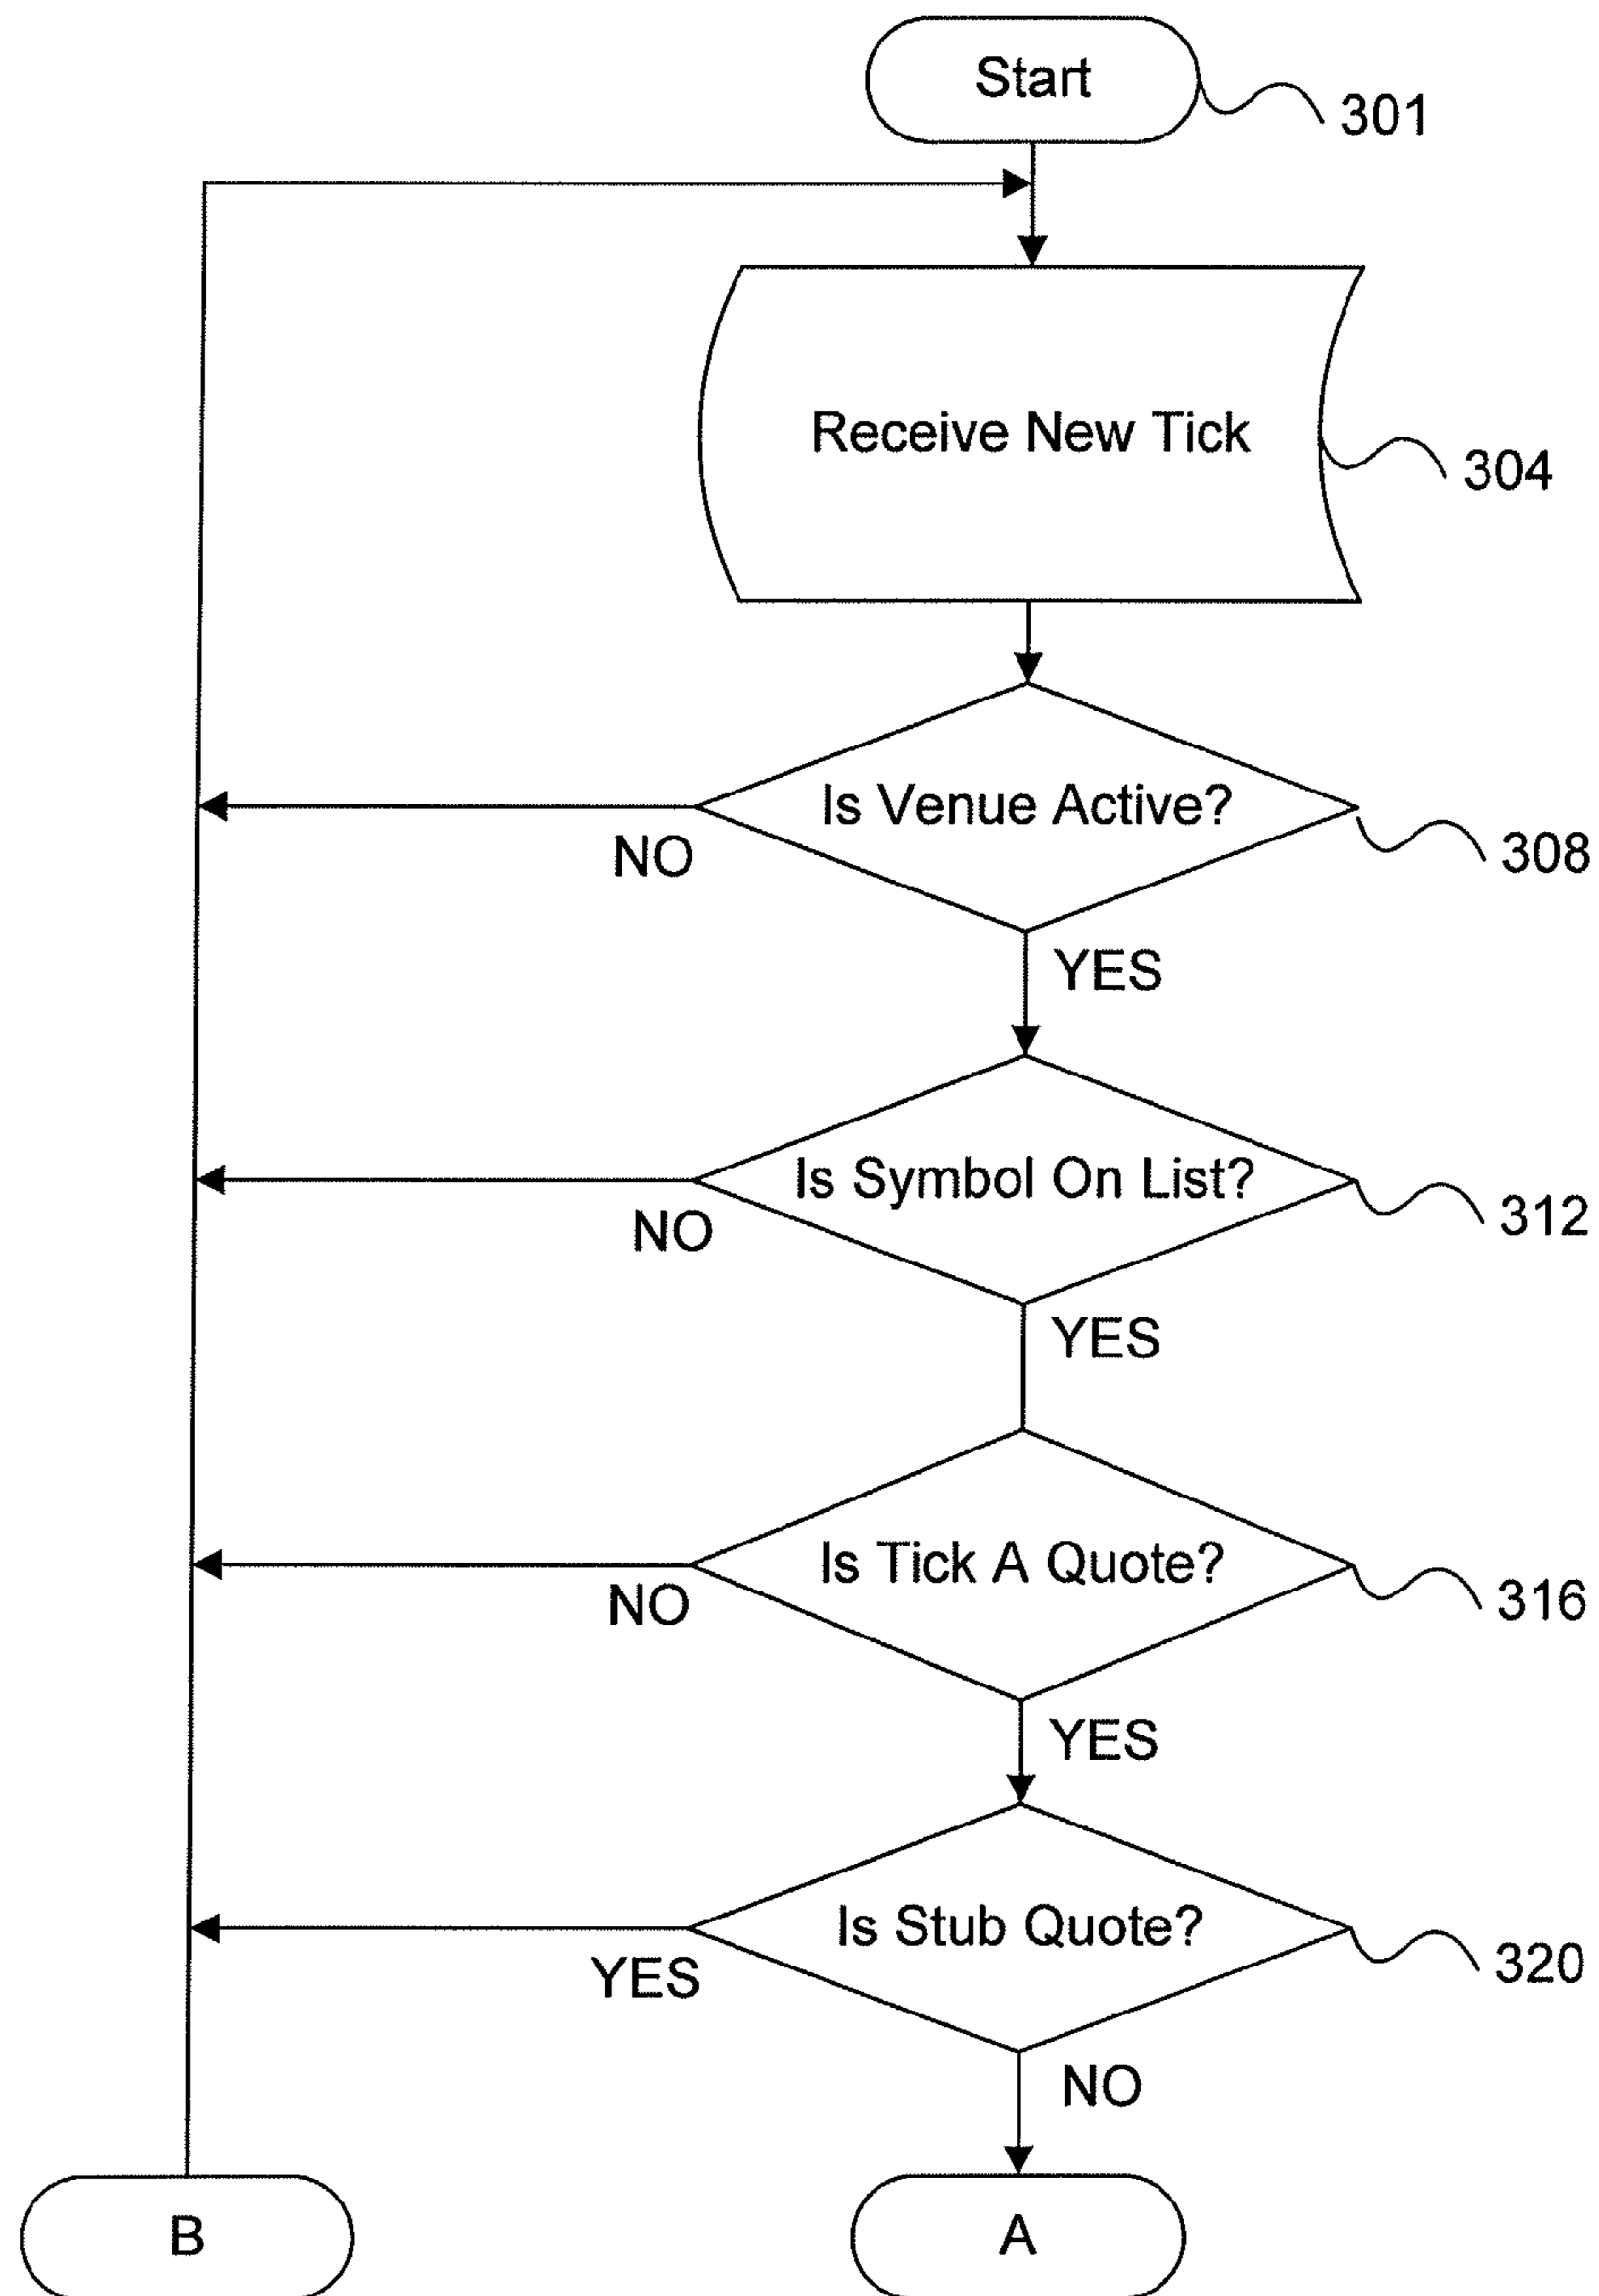 Start
301
Receive New Tick
304
Is Venue Active?
308
NO
YES
Is Symbol On List?
312
NO
YES
Is Tick A Quote?
316
NO
YES
Is Stub Quote?
320
YES
NO
B
A